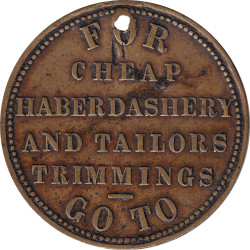 FOR
CHEAP
HABERDASHERY
AND TAILORS
TRIMMINGS
GO TO